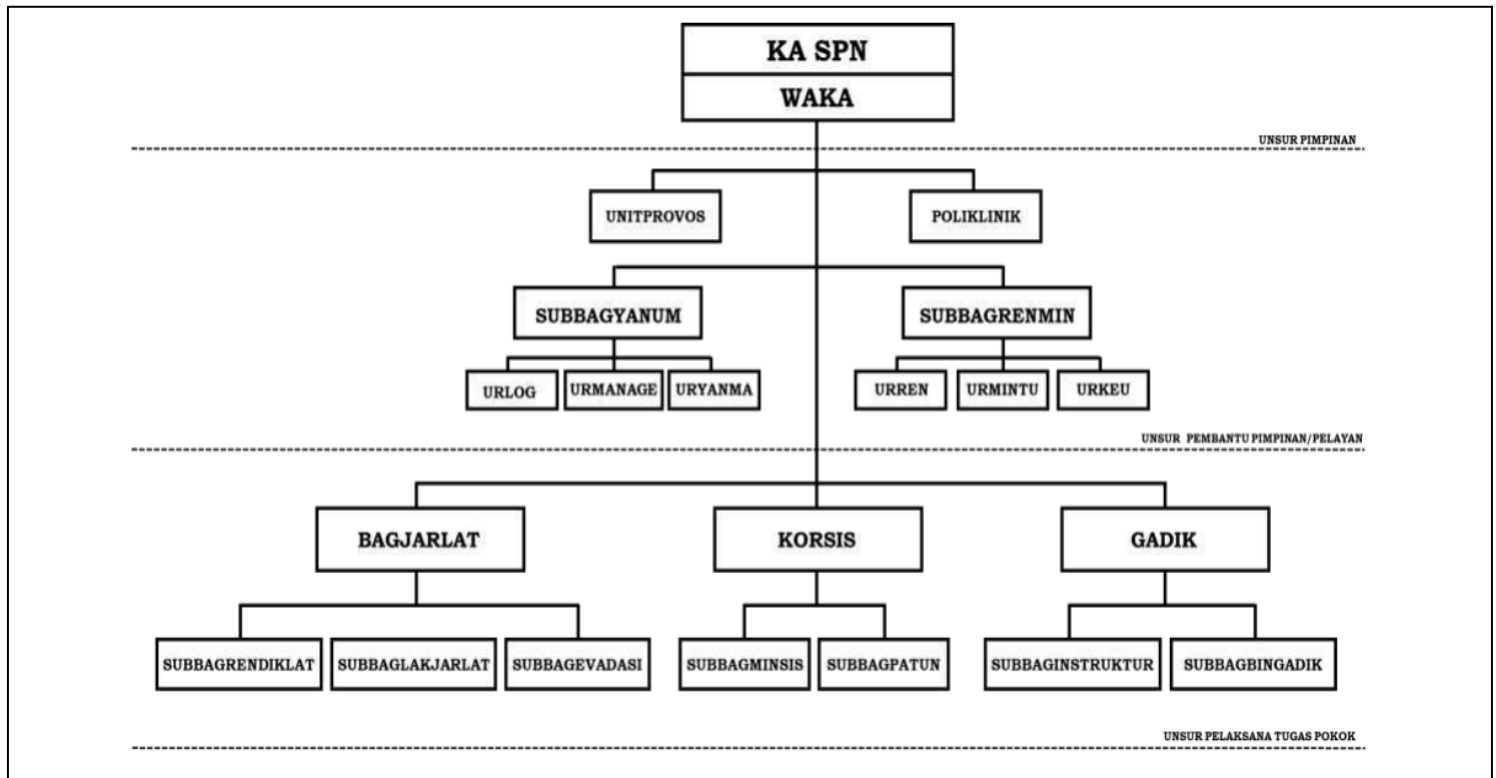 KA SPN
WAKA
UNSUR PIMPINAN
UNITPROVOS
POLIKLINIK
SUBBAGYANUM
SUBBAGRENMIN
URLOG
URMANAGE
URYANMA
URREN
URMINTU
URKEU
UNSUR PEMBANTU PIMPINAN/PELAYAN
BAGJARLAT
KORSIS
GADIK
SUBBAGRENDIKLAT
SUBBAGLAKJARLAT
SUBBAGEVADASI
SUBBAGMINSIS
SUBBAGPATUN
SUBBAGINSTRUKTUR
SUBBAGBINGADIK
UNSUR PELAKSANA TUGAS POKOK